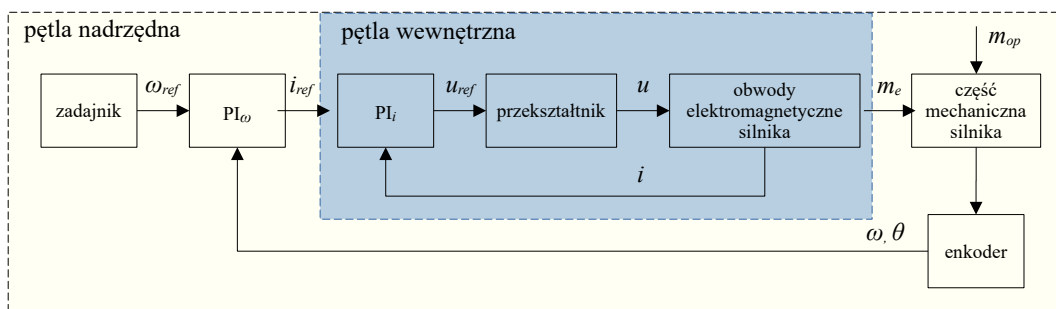 pętla nadrzędna
pętla wewnętrzna
zadajnik
ω_ref
PI_ω
i_ref
PI_i
u_ref
przekształtnik
u
obwody
elektromagnetyczne
silnika
m_e
m_op
część
mechaniczna
silnika
i
ω, θ
enkoder